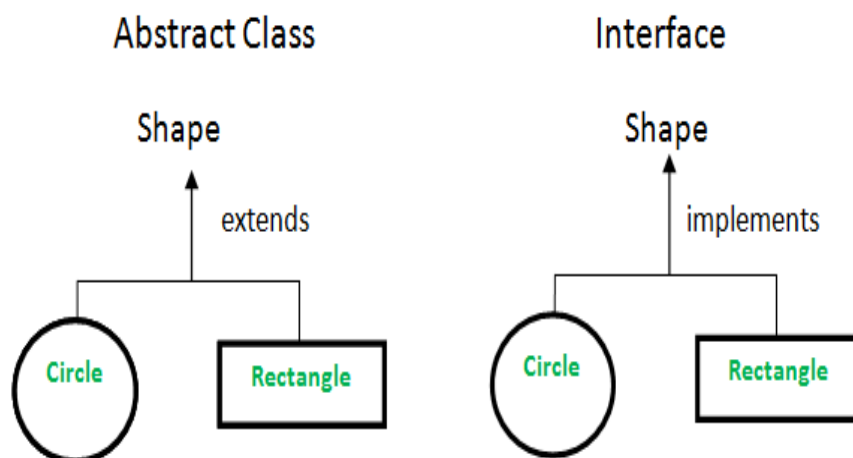 Abstract Class
Shape
extends
Circle
Rectangle
Interface
Shape
implements
Circle
Rectangle